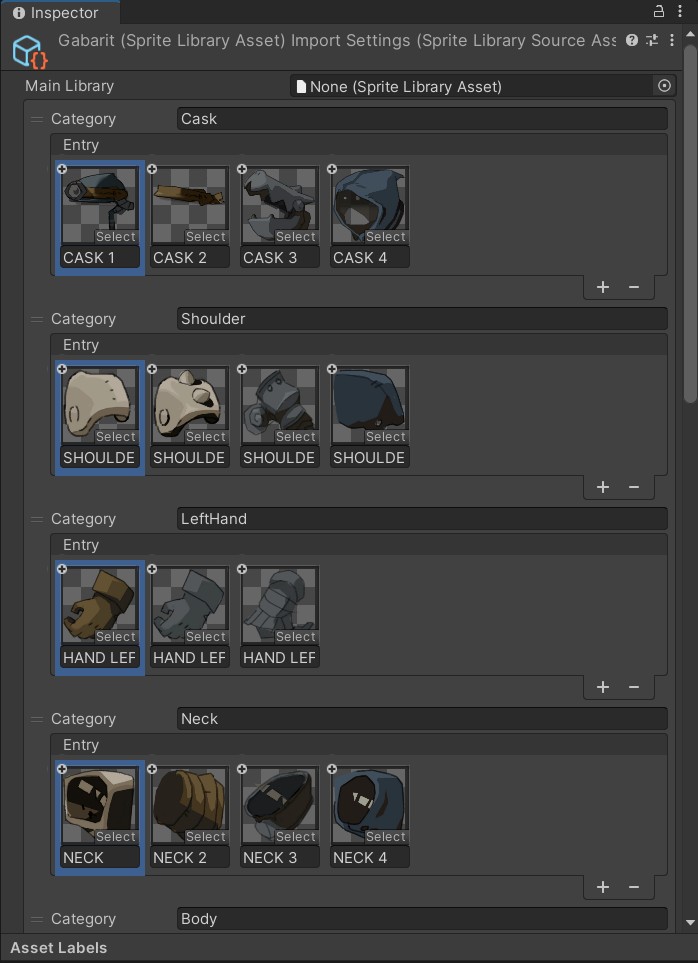 Inspector
Gabarit (Sprite Library Asset) Import Settings (Sprite Library Source Ass
Main Library None (Sprite Library Asset)
Category Cask
Entry
Select Select Select Select
CASK 1 CASK 2 CASK 3 CASK 4
Category Shoulder
Entry
Select Select Select Select
SHOULDE SHOULDE SHOULDE SHOULDE
Category LeftHand
Entry
Select Select Select
HAND LEF HAND LEF HAND LEF
Category Neck
Entry
Select Select Select Select
NECK NECK 2 NECK 3 NECK 4
Category Body
Asset Labels